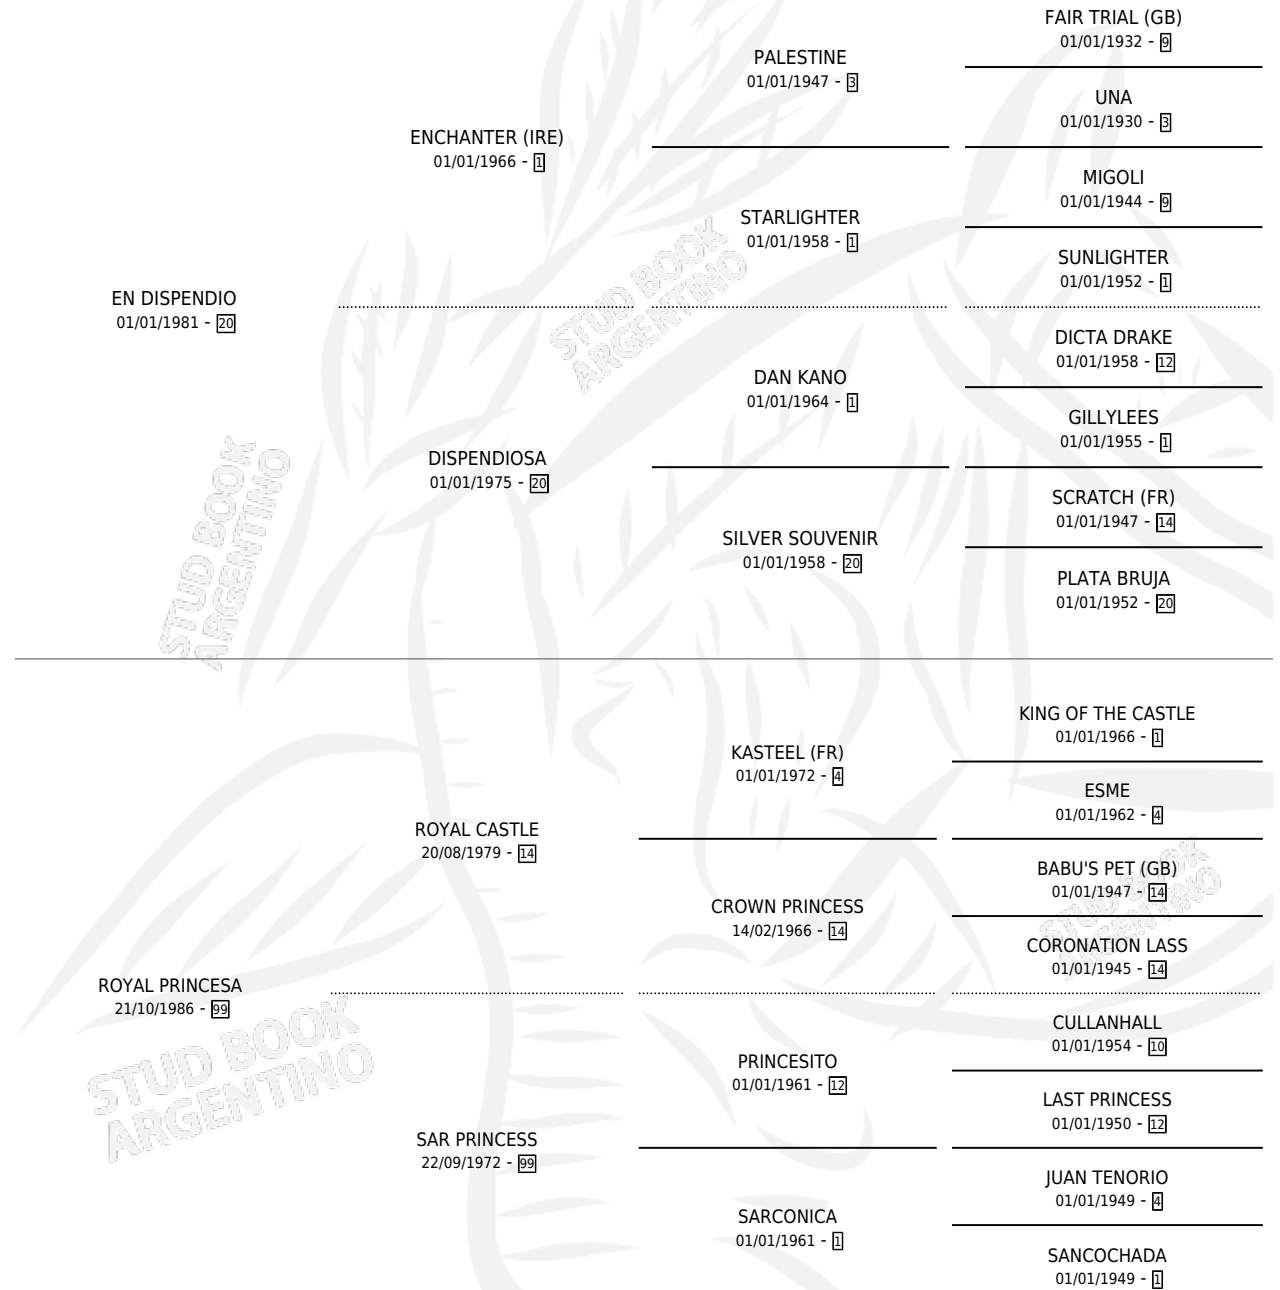 FAIR TRIAL (GB)
01/01/1932 - 9
PALESTINE
01/01/1947 - 3
UNA
01/01/1930 - 3
ENCHANTER (IRE)
01/01/1966 - 1
MIGOLI
01/01/1944 - 9
STARLIGHTER
01/01/1958 - 1
SUNLIGHTER
01/01/1952 - 1
EN DISPENDIO
01/01/1981 - 20
DICTA DRAKE
01/01/1958 - 12
DAN KANO
01/01/1964 - 1
GILLYLEES
01/01/1955 - 1
DISPENDIOSA
01/01/1975 - 20
SCRATCH (FR)
01/01/1947 - 14
SILVER SOUVENIR
01/01/1958 - 20
PLATA BRUJA
01/01/1952 - 20
KING OF THE CASTLE
01/01/1966 - 1
KASTEEL (FR)
01/01/1972 - 4
ESME
01/01/1962 - 4
ROYAL CASTLE
20/08/1979 - 14
BABU'S PET (GB)
01/01/1947 - 14
CROWN PRINCESS
14/02/1966 - 14
CORONATION LASS
01/01/1945 - 14
ROYAL PRINCESA
21/10/1986 - 99
CULLANHALL
01/01/1954 - 10
PRINCESITO
01/01/1961 - 12
LAST PRINCESS
01/01/1950 - 12
SAR PRINCESS
22/09/1972 - 99
JUAN TENORIO
01/01/1949 - 4
SARCONICA
01/01/1961 - 1
SANCOCHADA
01/01/1949 - 1
STUD BOOK
ARGENTINO
STUD BOOK
ARGENTINO
STUD BOOK
ARGENTINO
STUD BOOK
ARGENTINO